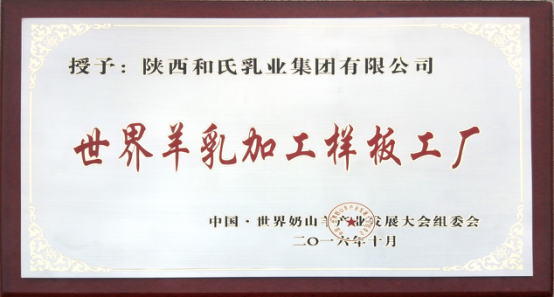 授予：陕西和氏乳业集团有限公司
世界羊乳加工样板工厂
中国·世界奶山羊产业发展大会组委会
二〇一六年十月